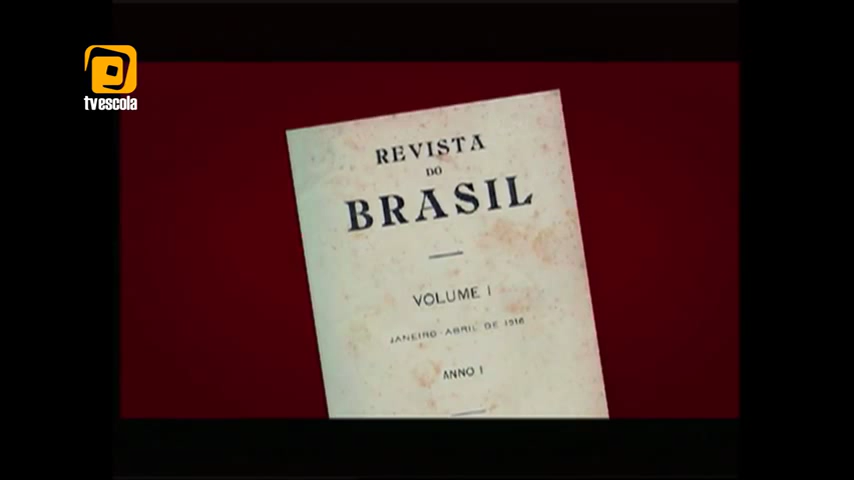 tvescola
REVISTA
DO
BRASIL
VOLUME I
JANEIRO-ABRIL DE 1916
ANNO I